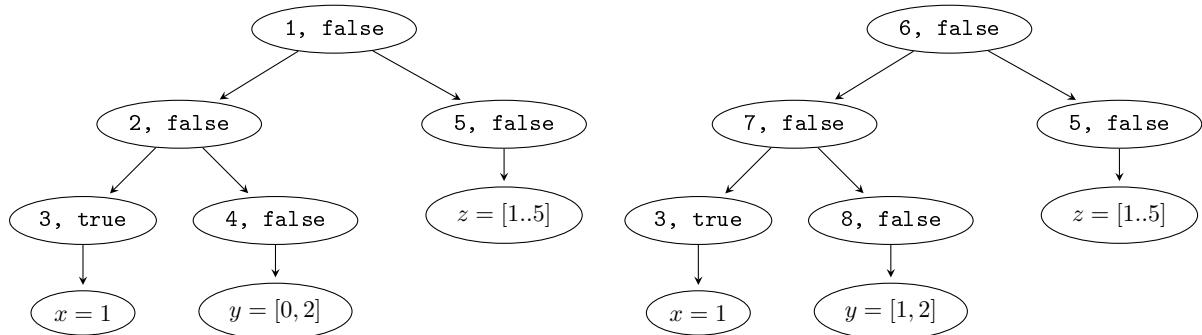 1, false
6, false
2, false
5, false
7, false
5, false
3, true
4, false
z = [1..5]
3, true
8, false
z = [1..5]
x = 1
y = [0, 2]
x = 1
y = [1, 2]